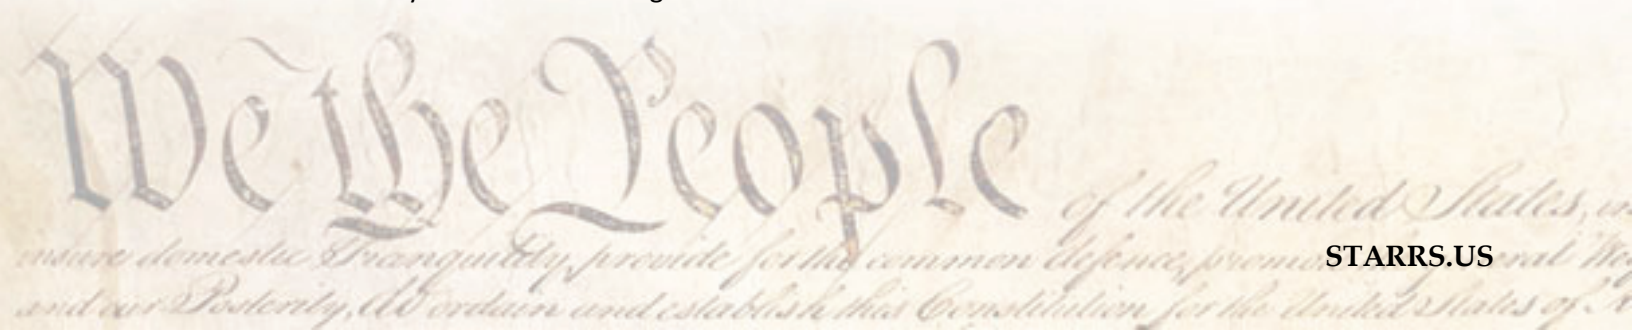 We the People of the United States,
insure domestic Tranquility, provide for the common defence, promo
STARRS.US
and our Posterity, do ordain and establish this Constitution for the United States of